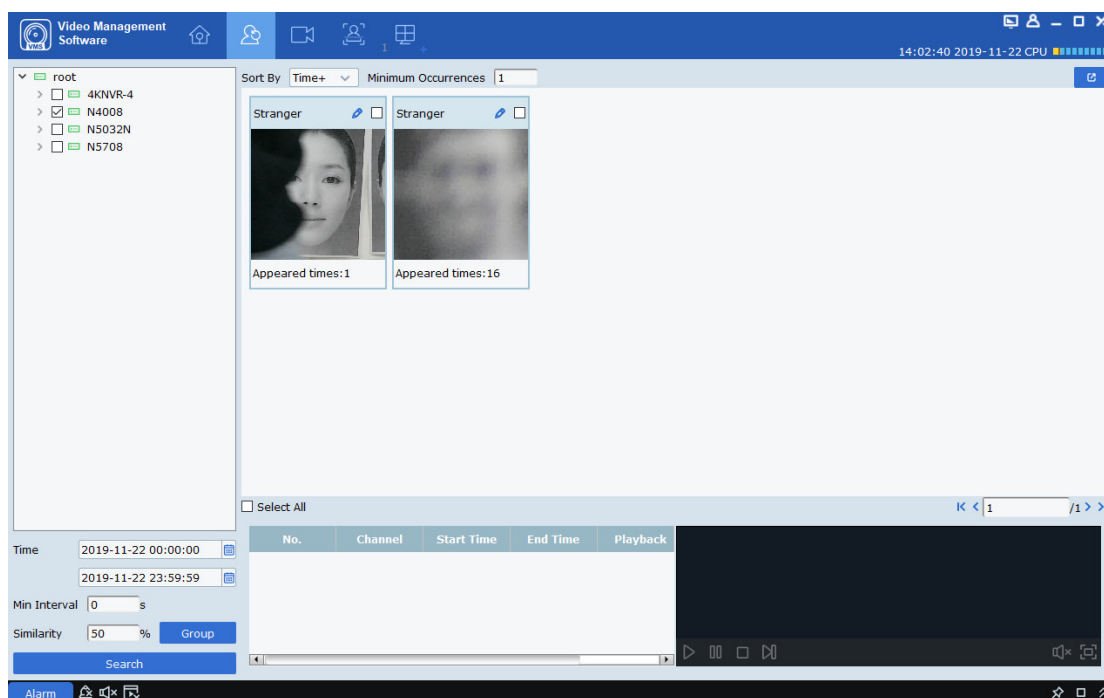 Video Management
Software
VMS
1
+
14:02:40 2019-11-22 CPU
root
4KNVR-4
N4008
N5032N
N5708
Sort By Time+ Minimum Occurrences 1
Stranger Stranger
Appeared times:1 Appeared times:16
Select All
1 /1
No. Channel Start Time End Time Playback
Time 2019-11-22 00:00:00
2019-11-22 23:59:59
Min Interval 0 s
Similarity 50 % Group
Search
Alarm